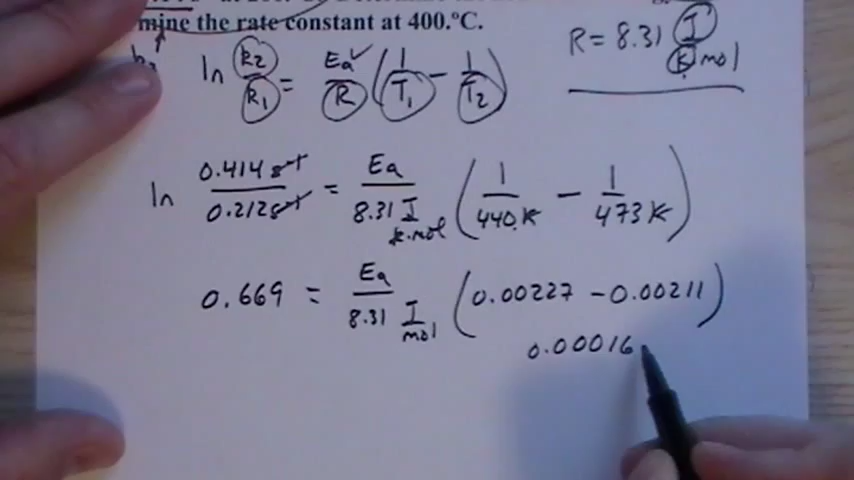 mine the rate constant at 400.ºC.
R = 8.31 J / K mol
ln k2/k1 = Ea/R (1/T1 - 1/T2)
ln 0.414 s-1 / 0.212 s-1 = Ea / 8.31 J/K·mol (1/440.K - 1/473K)
0.669 = Ea / 8.31 J/mol (0.00227 - 0.00211)
0.00016